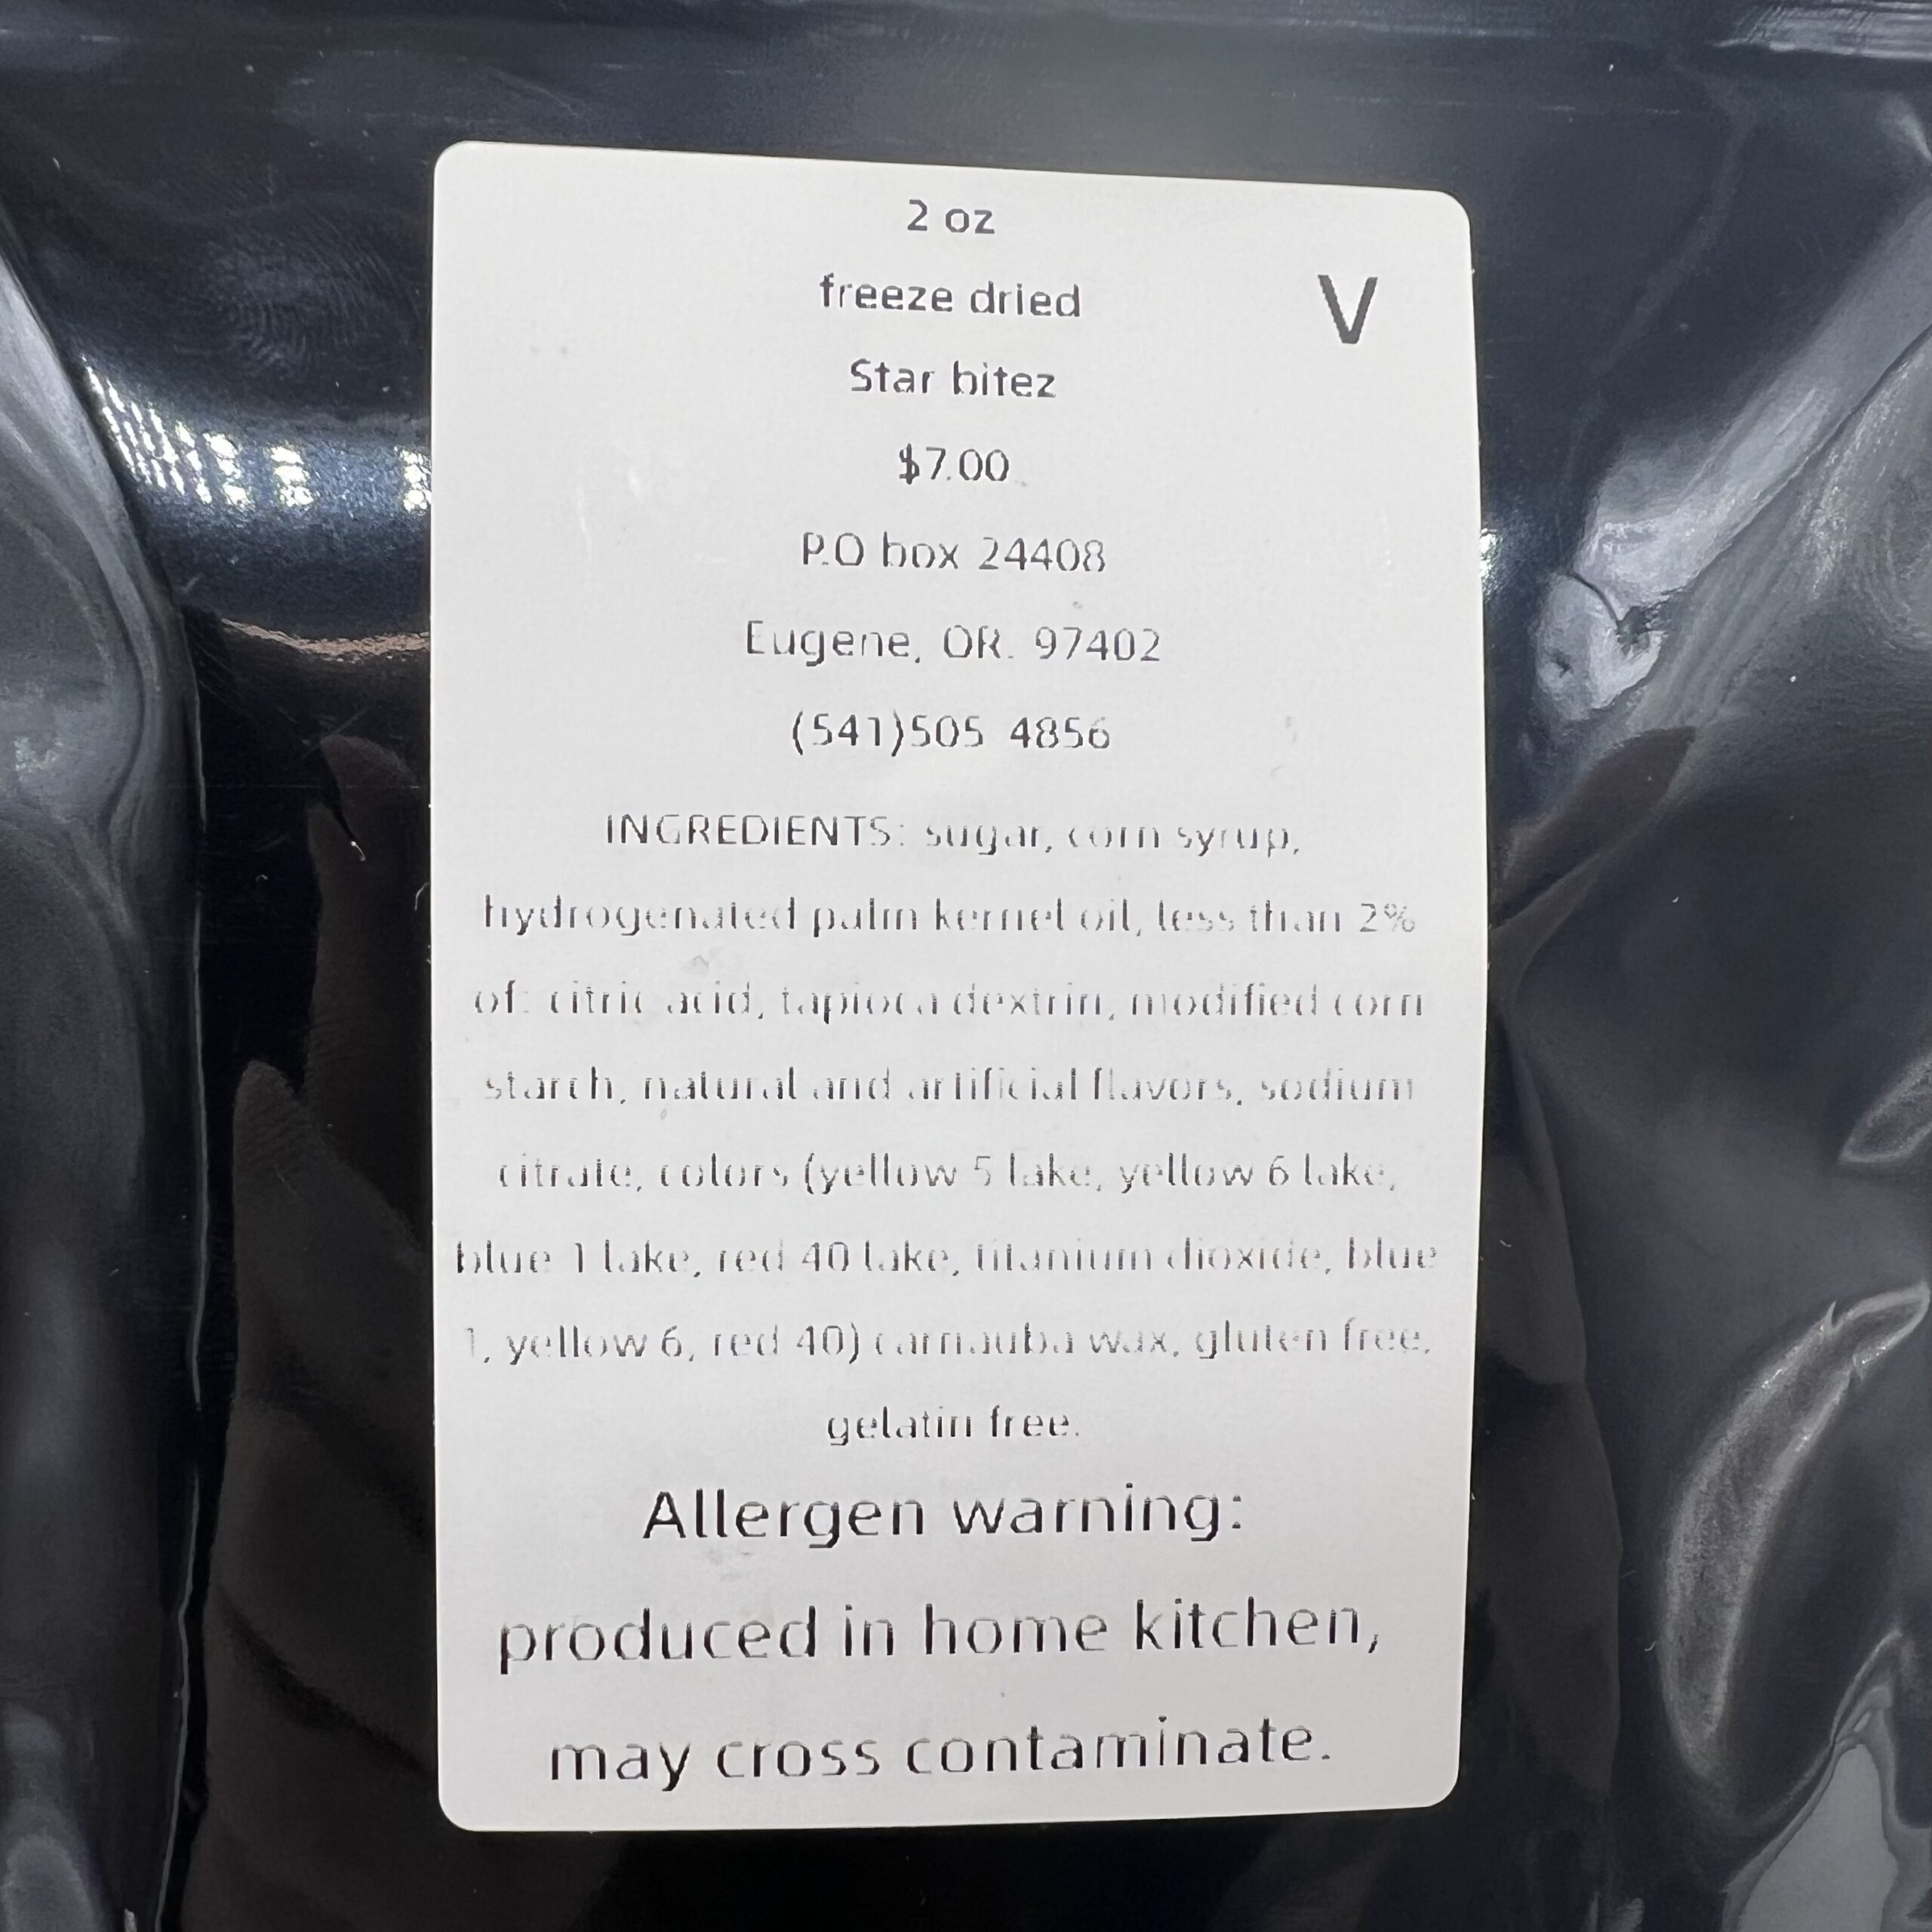 2 oz
freeze dried
V
Star bitez
$7.00
P.O box 24408
Eugene, OR. 97402
(541)505 4856
INGREDIENTS: sugar, corn syrup,
hydrogenated palm kernel oil, less than 2%
of: citric acid, tapioca dextrin, modified corn
starch, natural and artificial flavors, sodium
citrate, colors (yellow 5 lake, yellow 6 lake,
blue 1 lake, red 40 lake, titanium dioxide, blue
1, yellow 6, red 40) carnauba wax, gluten free,
gelatin free.
Allergen warning:
produced in home kitchen,
may cross contaminate.